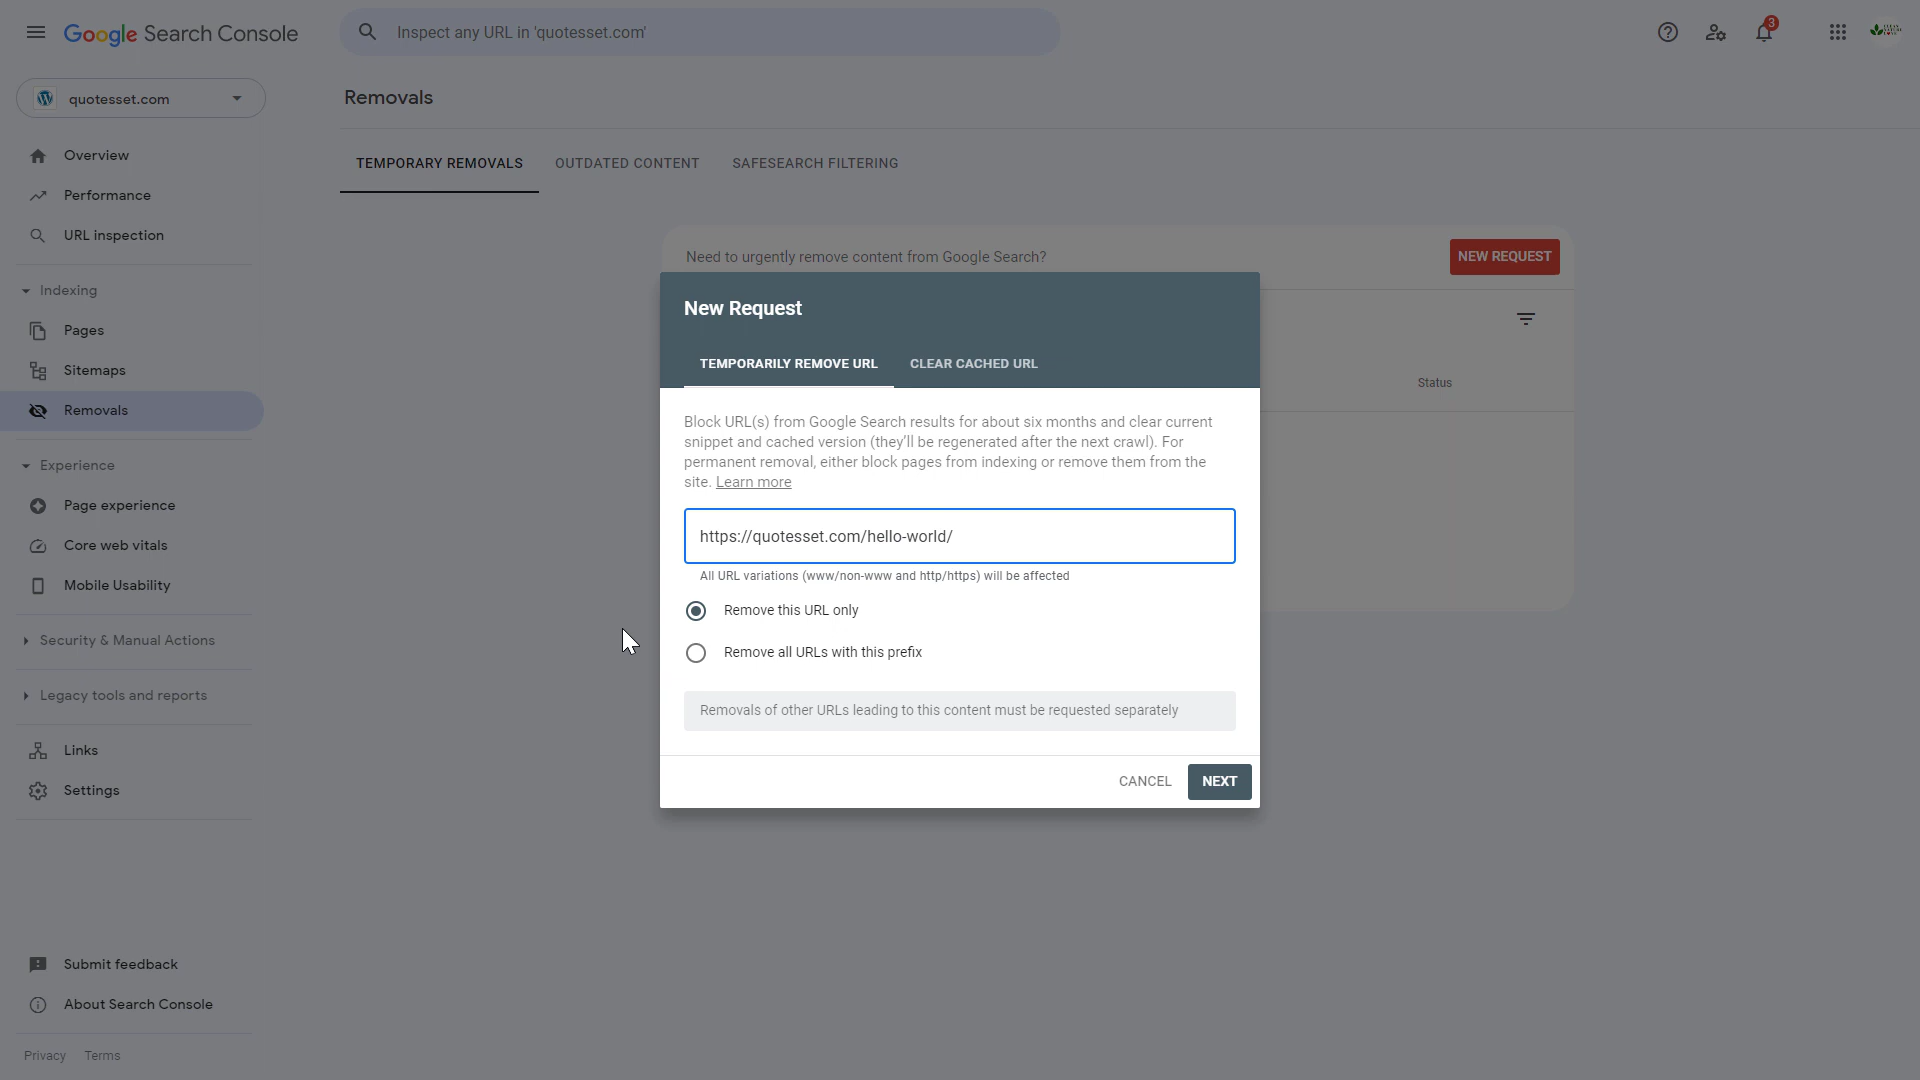 Google Search Console
Inspect any URL in 'quotesset.com'
3
quotesset.com
Removals
Overview
Performance
URL inspection
Indexing
Pages
Sitemaps
Removals
Experience
Page experience
Core web vitals
Mobile Usability
Security & Manual Actions
Legacy tools and reports
Links
Settings
Submit feedback
About Search Console
Privacy Terms
TEMPORARY REMOVALS OUTDATED CONTENT SAFESEARCH FILTERING
Need to urgently remove content from Google Search?
NEW REQUEST
Status
New Request
TEMPORARILY REMOVE URL CLEAR CACHED URL
Block URL(s) from Google Search results for about six months and clear current
snippet and cached version (they'll be regenerated after the next crawl). For
permanent removal, either block pages from indexing or remove them from the
site. Learn more
https://quotesset.com/hello-world/
All URL variations (www/non-www and http/https) will be affected
Remove this URL only
Remove all URLs with this prefix
Removals of other URLs leading to this content must be requested separately
CANCEL NEXT